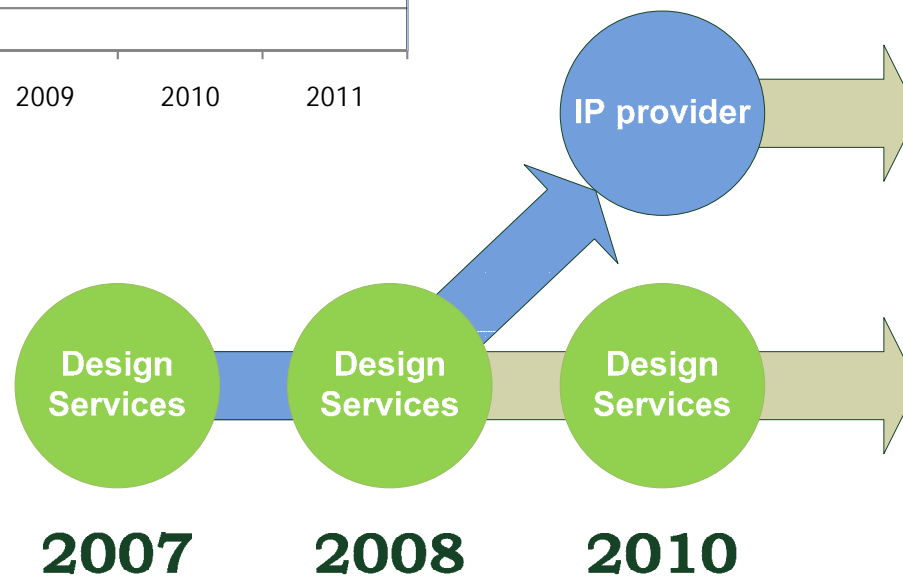 2009 2010 2011
IP provider
Design
Services
Design
Services
Design
Services
2007 2008 2010